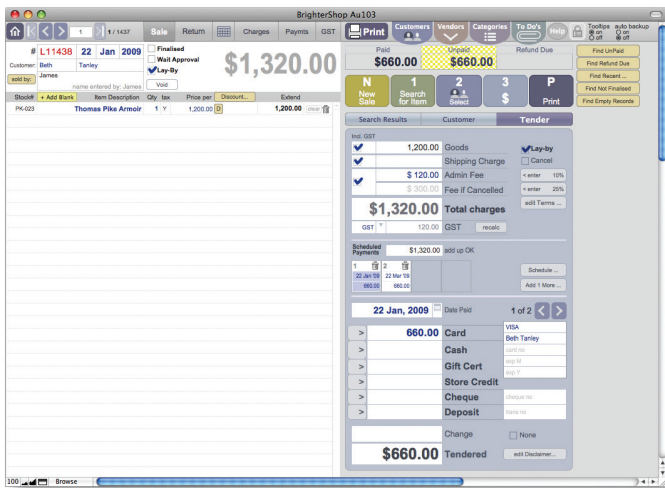 BrighterShop Au103
1 1 / 1437 Sale Return Charges Paymts GST Print Customers Vendors Categories To Do's Help Tooltips on off auto backup on off
# L11438 22 Jan 2009 Finalised
Wait Approval
Lay-By
$1,320.00
Customer: Beth Tanley
sold by: James
name entered by: James Void
Stock# + Add Blank Item Description Qty tax Price per Discount... Extend
PK-023 Thomas Pike Armoir 1 Y 1,200.00 D 1,200.00 clear
Paid Unpaid Refund Due
$660.00 $660.00
N New Sale 1 Search for Item 2 Select 3 $ P Print
Find UnPaid
Find Refund Due
Find Recent ...
Find Not Finalised
Find Empty Records
Search Results Customer Tender
Incl. GST
1,200.00 Goods Lay-by
Shipping Charge Cancel
$ 120.00 Admin Fee < enter 10%
$ 300.00 Fee if Cancelled < enter 25%
$1,320.00 Total charges edit Terms ...
GST 120.00 GST recalc
Scheduled Payments $1,320.00 add up OK
1 2
22 Jan '09 22 Mar '09 Schedule ...
660.00 660.00 Add 1 More ...
22 Jan, 2009 Date Paid 1 of 2
> 660.00 Card VISA
Beth Tanley
> Cash card no
> Gift Cert exp M
exp Y
> Store Credit
> Cheque cheque no
> Deposit trans no
Change None
$660.00 Tendered edit Disclaimer...
100 Browse